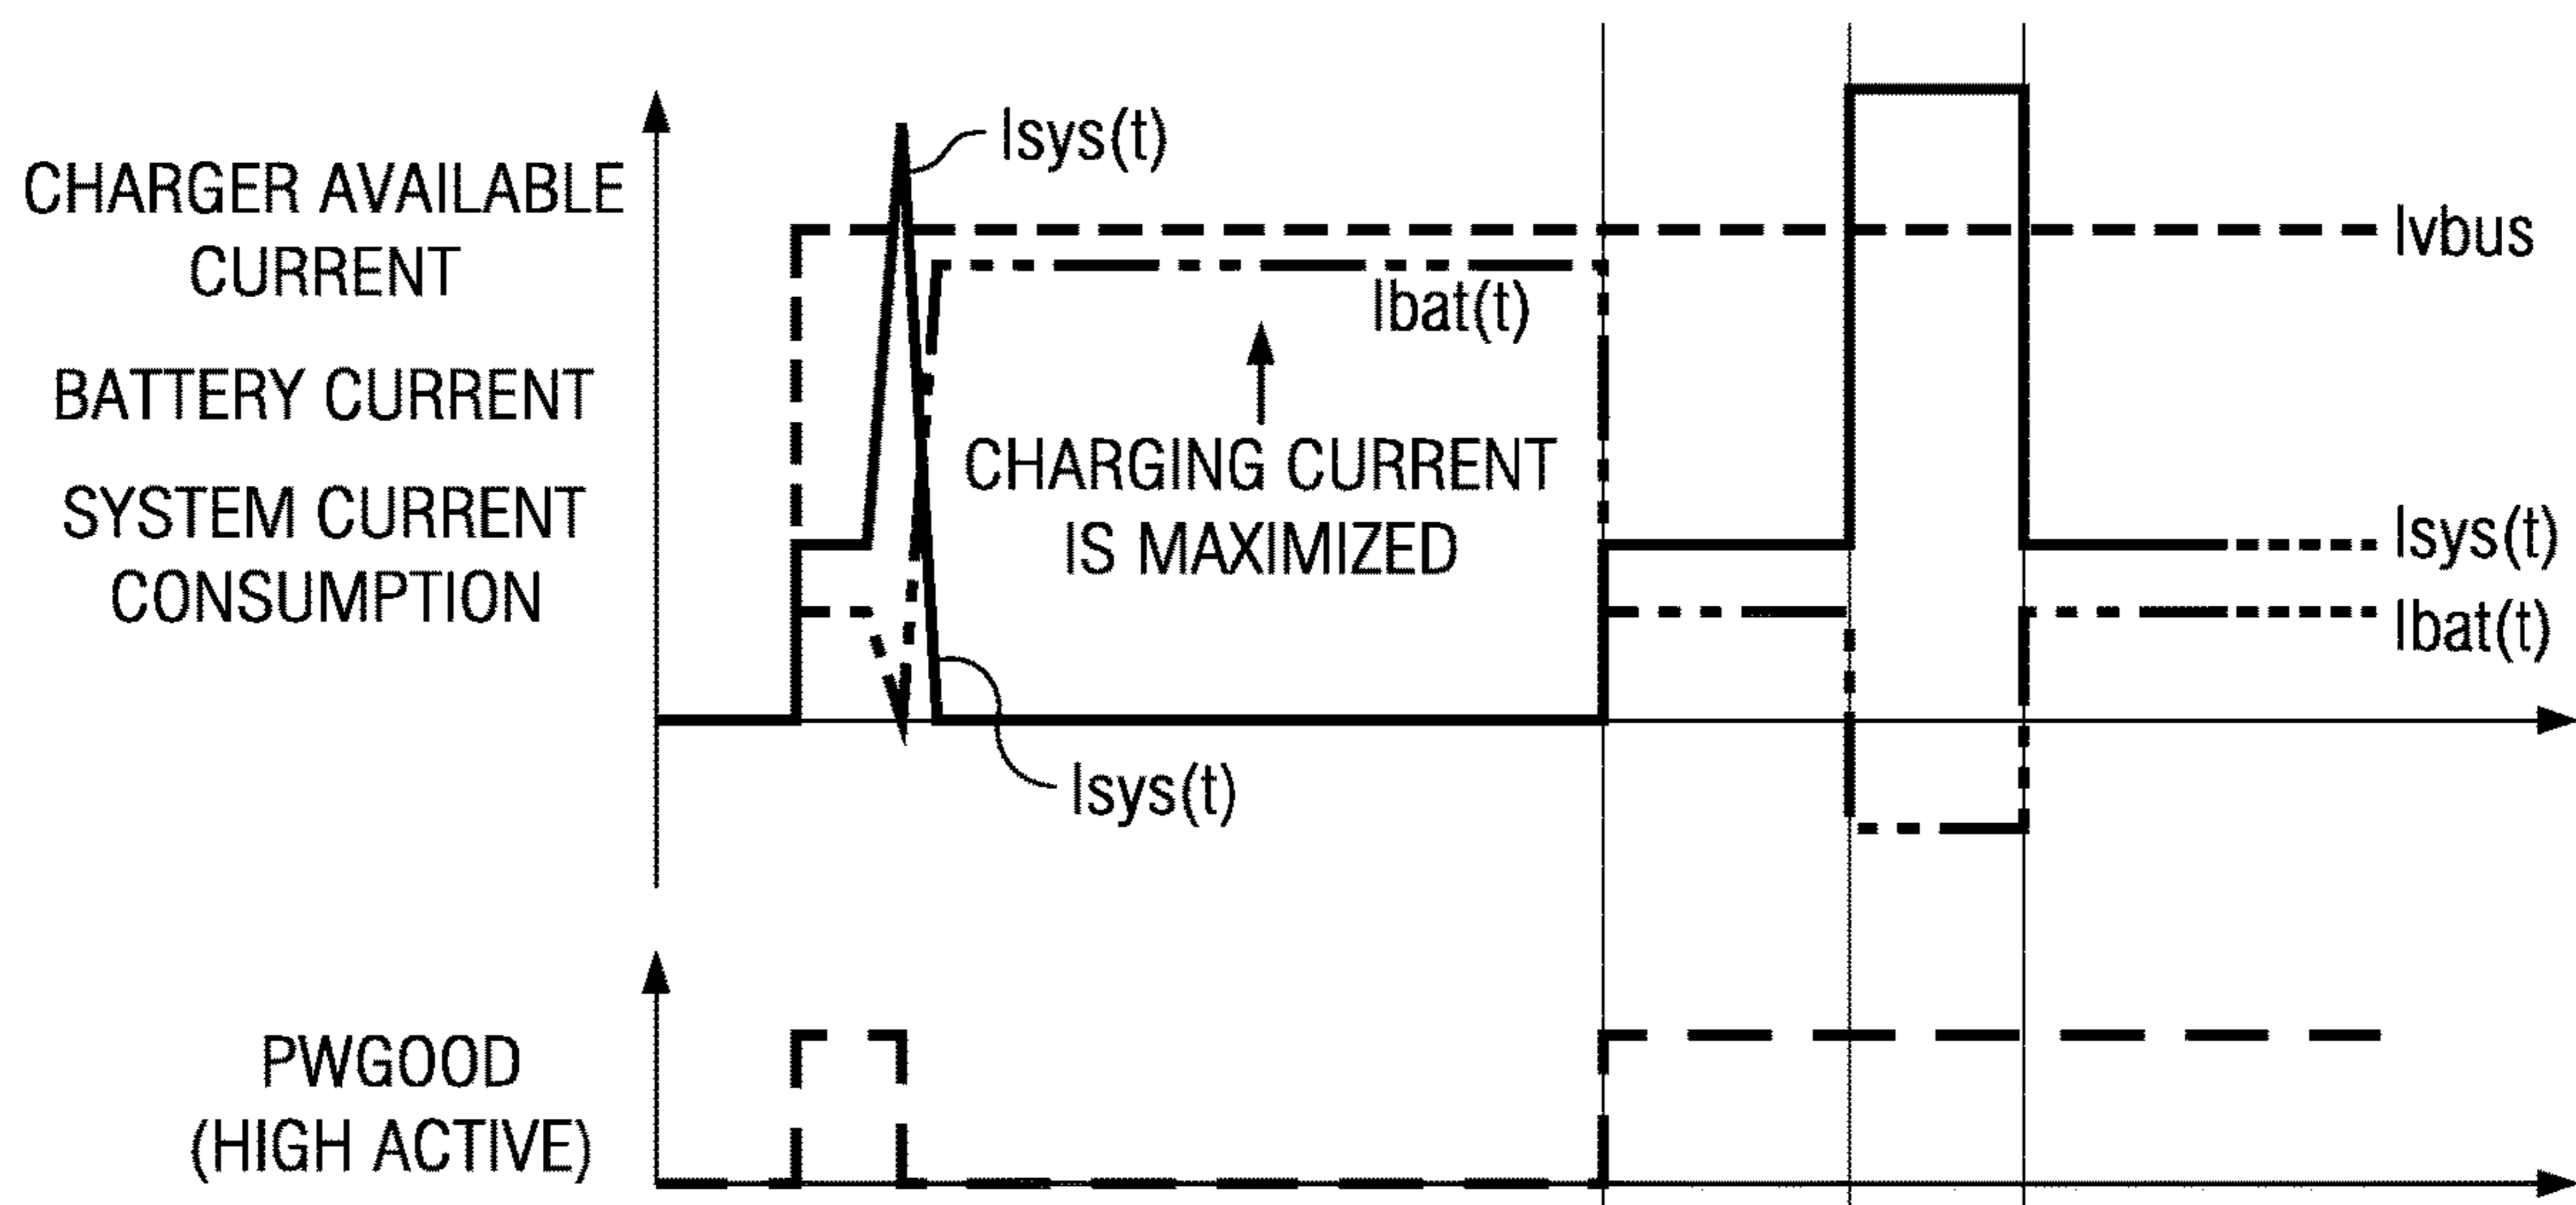 CHARGER AVAILABLE
CURRENT
BATTERY CURRENT
SYSTEM CURRENT
CONSUMPTION
Isys(t)
Ivbus
Ibat(t)
CHARGING CURRENT
IS MAXIMIZED
Isys(t)
Ibat(t)
Isys(t)
PWGOOD
(HIGH ACTIVE)